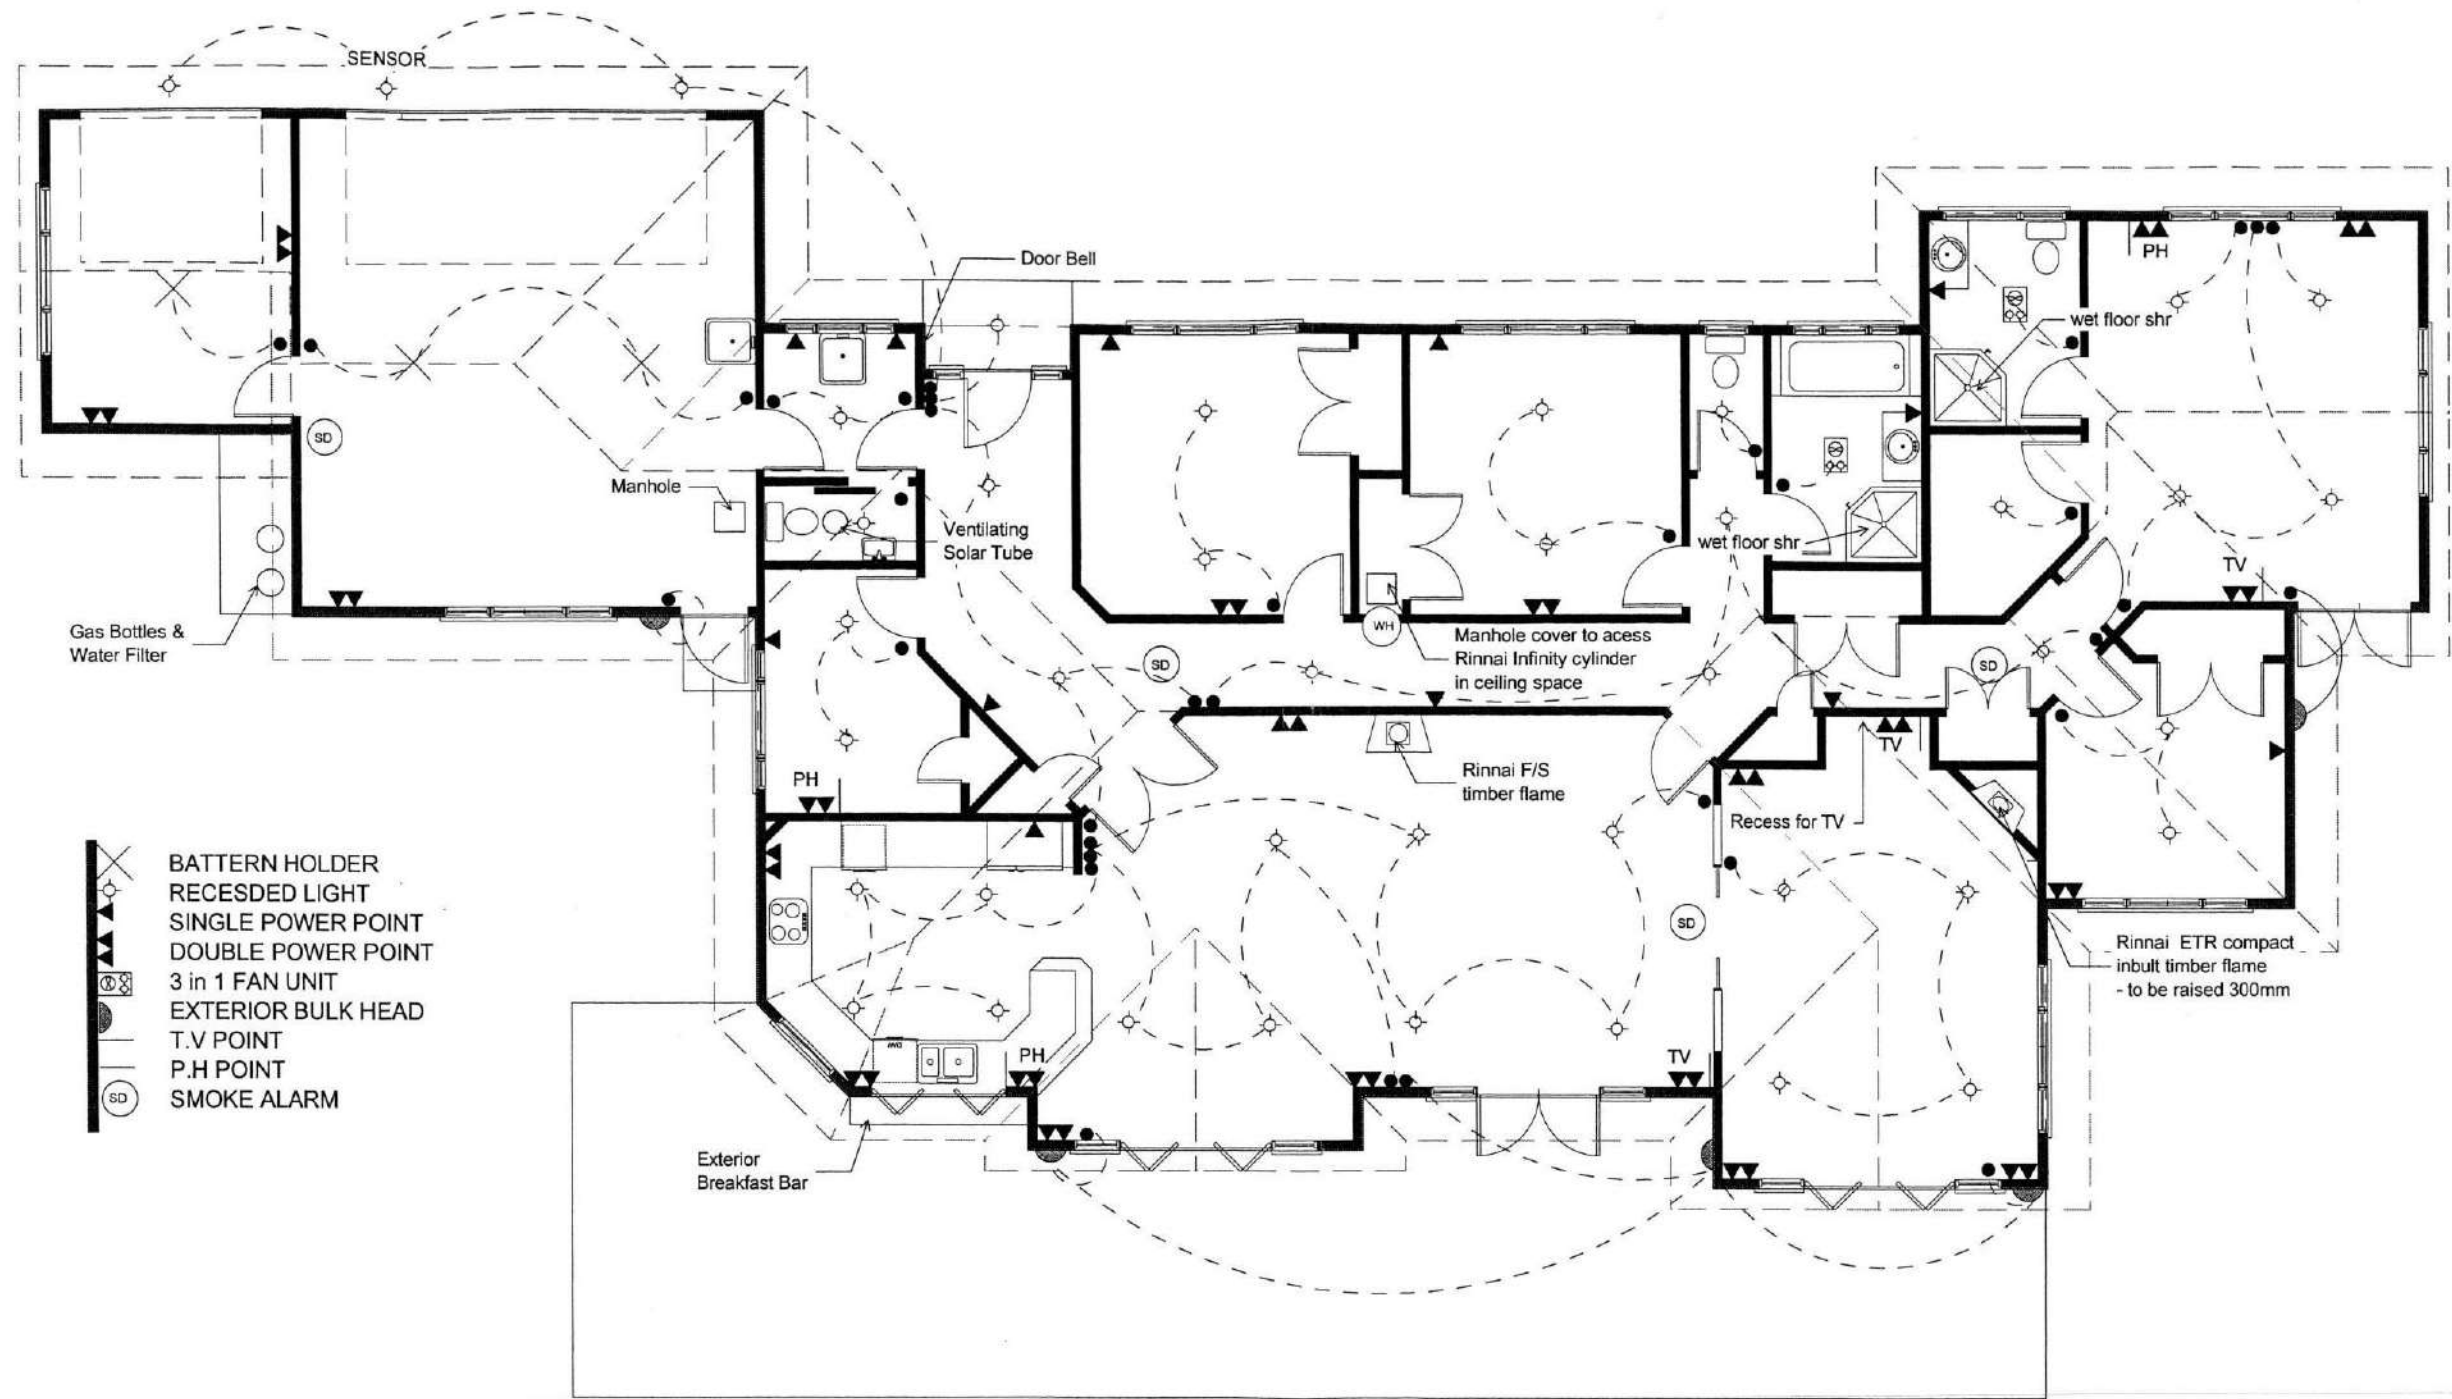 SENSOR
Door Bell
PH
wet floor shr
SD
Manhole
Ventilating
Solar Tube
wet floor shr
TV
Gas Bottles &
Water Filter
WH
Manhole cover to acess
Rinnai Infinity cylinder
in ceiling space
SD
SD
PH
Rinnai F/S
timber flame
TV
Recess for TV
BATTERN HOLDER
RECESDED LIGHT
SINGLE POWER POINT
DOUBLE POWER POINT
3 in 1 FAN UNIT
EXTERIOR BULK HEAD
T.V POINT
P.H POINT
SD
SMOKE ALARM
SD
Rinnai ETR compact
inbult timber flame
- to be raised 300mm
PH
TV
Exterior
Breakfast Bar